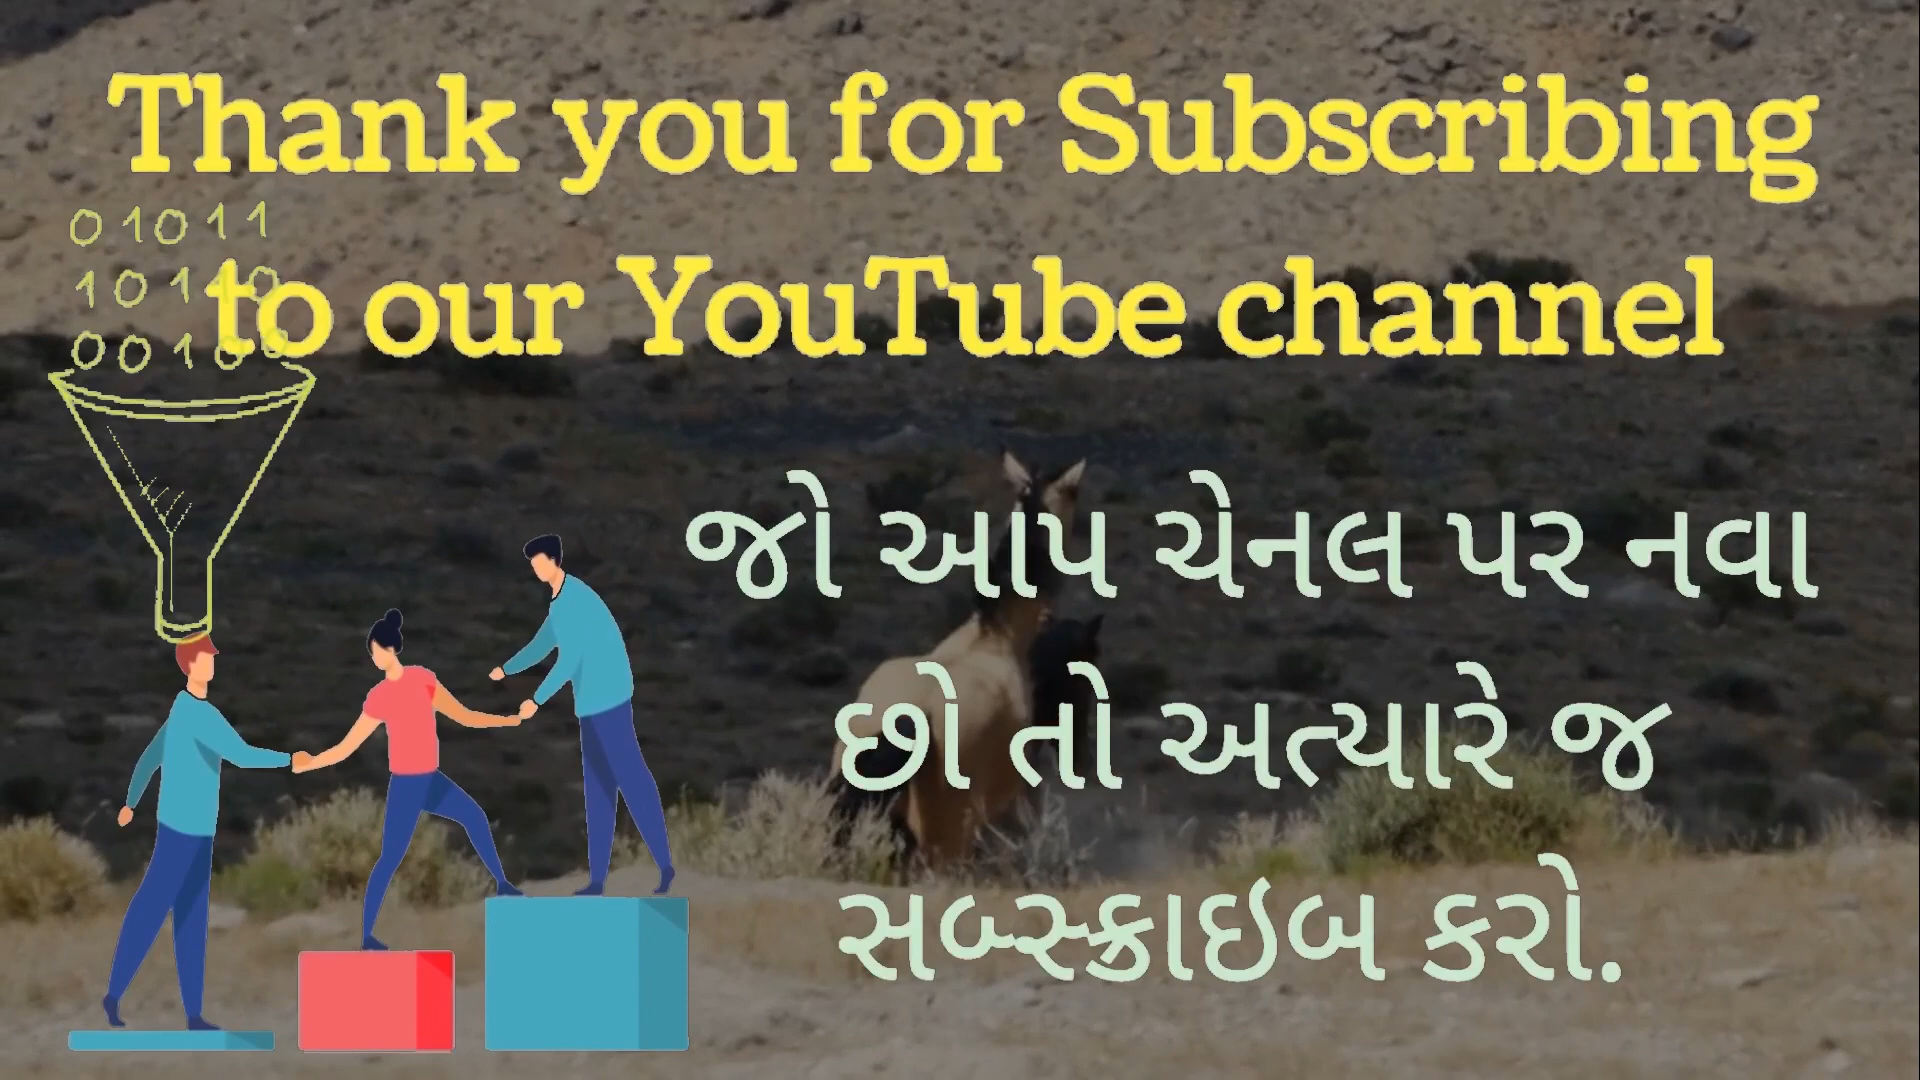 Thank you for Subscribing
to our YouTube channel
01011
10110
00100
જો આપ ચેનલ પર નવા
છો તો અત્યારે જ
સબ્સ્ક્રાઇબ કરો.